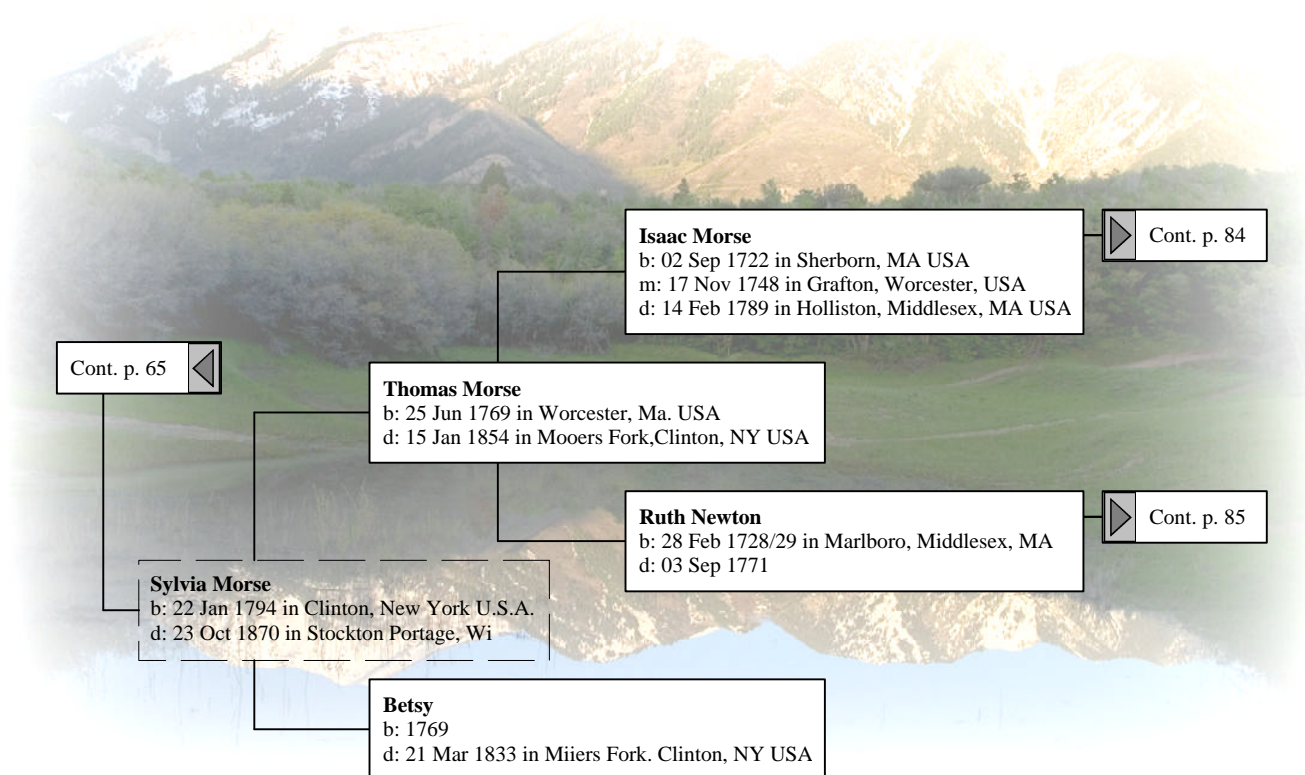 Isaac Morse
b: 02 Sep 1722 in Sherborn, MA USA
m: 17 Nov 1748 in Grafton, Worcester, USA
d: 14 Feb 1789 in Holliston, Middlesex, MA USA
Cont. p. 84
Cont. p. 65
Thomas Morse
b: 25 Jun 1769 in Worcester, Ma. USA
d: 15 Jan 1854 in Mooers Fork,Clinton, NY USA
Ruth Newton
b: 28 Feb 1728/29 in Marlboro, Middlesex, MA
d: 03 Sep 1771
Cont. p. 85
Sylvia Morse
b: 22 Jan 1794 in Clinton, New York U.S.A.
d: 23 Oct 1870 in Stockton Portage, Wi
Betsy
b: 1769
d: 21 Mar 1833 in Miiers Fork. Clinton, NY USA